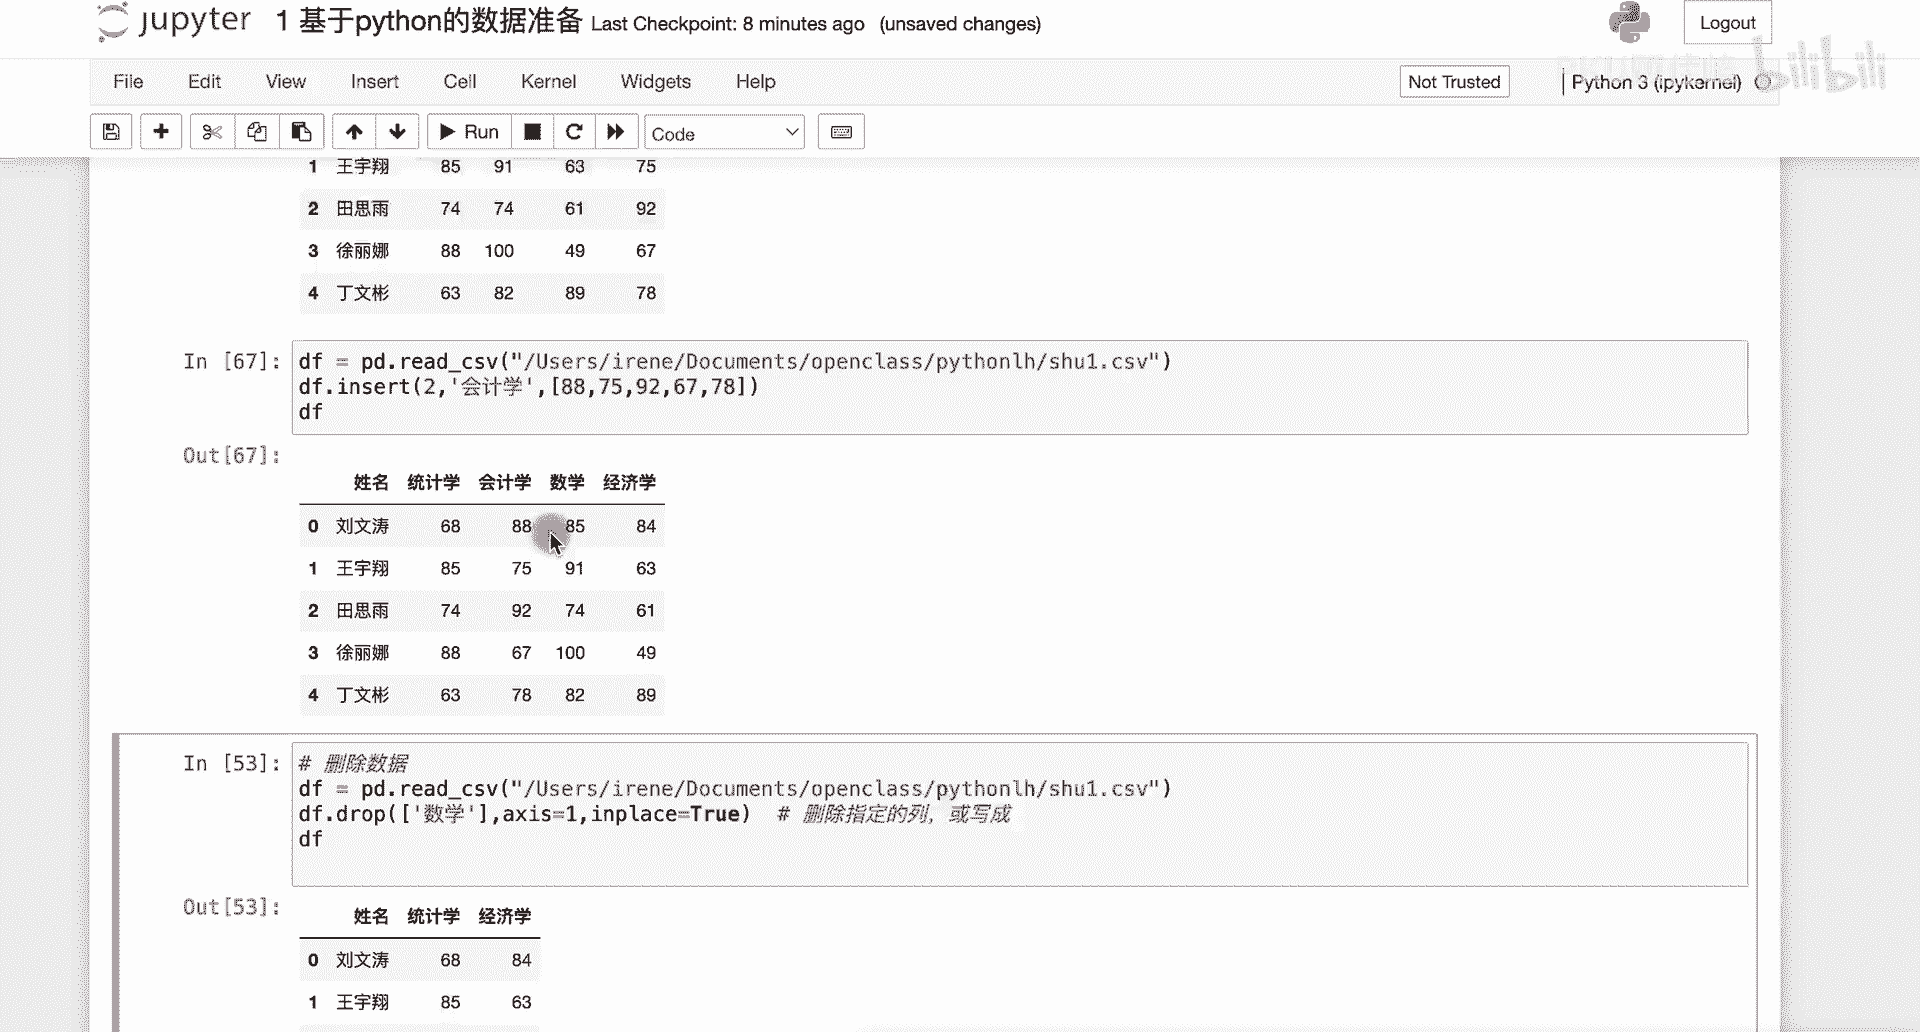 jupyter 1 基于python的数据准备 Last Checkpoint: 8 minutes ago (unsaved changes) Logout
File Edit View Insert Cell Kernel Widgets Help Not Trusted Python 3 (ipykernel)
bilibili
Run Code
1 王宇翔 85 91 63 75
2 田思雨 74 74 61 92
3 徐丽娜 88 100 49 67
4 丁文彬 63 82 89 78
In [67]: df = pd.read_csv("/Users/irene/Documents/openclass/pythonlh/shu1.csv")
df.insert(2,'会计学',[88,75,92,67,78])
df
Out[67]:
姓名 统计学 会计学 数学 经济学
0 刘文涛 68 88 85 84
1 王宇翔 85 75 91 63
2 田思雨 74 92 74 61
3 徐丽娜 88 67 100 49
4 丁文彬 63 78 82 89
In [53]: # 删除数据
df = pd.read_csv("/Users/irene/Documents/openclass/pythonlh/shu1.csv")
df.drop(['数学'],axis=1,inplace=True) # 删除指定的列，或写成
df
Out[53]:
姓名 统计学 经济学
0 刘文涛 68 84
1 王宇翔 85 63